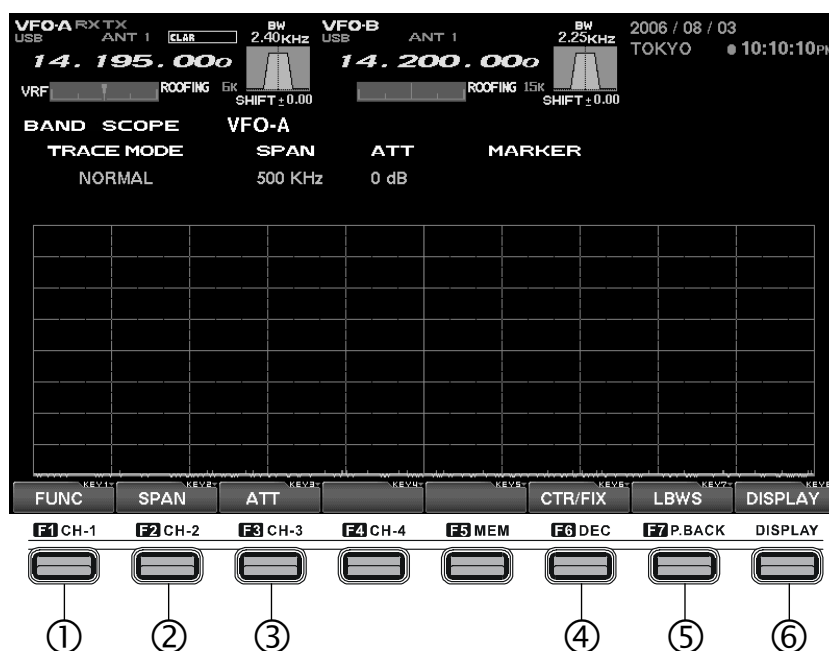 VFO-A RX TX BW VFO-B BW 2006 / 08 / 03
USB ANT 1 CLAR 2.40KHz USB ANT 1 2.25KHz TOKYO 10:10:10PM
14. 195. 000 14. 200. 000
VRF ROOFING 6K SHIFT ± 0.00 ROOFING 15K SHIFT ± 0.00
BAND SCOPE VFO-A
TRACE MODE SPAN ATT MARKER
NORMAL 500 KHz 0 dB
KEY1 KEY2 KEY3 KEY4 KEY5 KEY6 KEY7 KEY8
FUNC SPAN ATT CTR/FIX LBWS DISPLAY
F1 CH-1 F2 CH-2 F3 CH-3 F4 CH-4 F5 MEM F6 DEC F7 P.BACK DISPLAY
① ② ③ ④ ⑤ ⑥